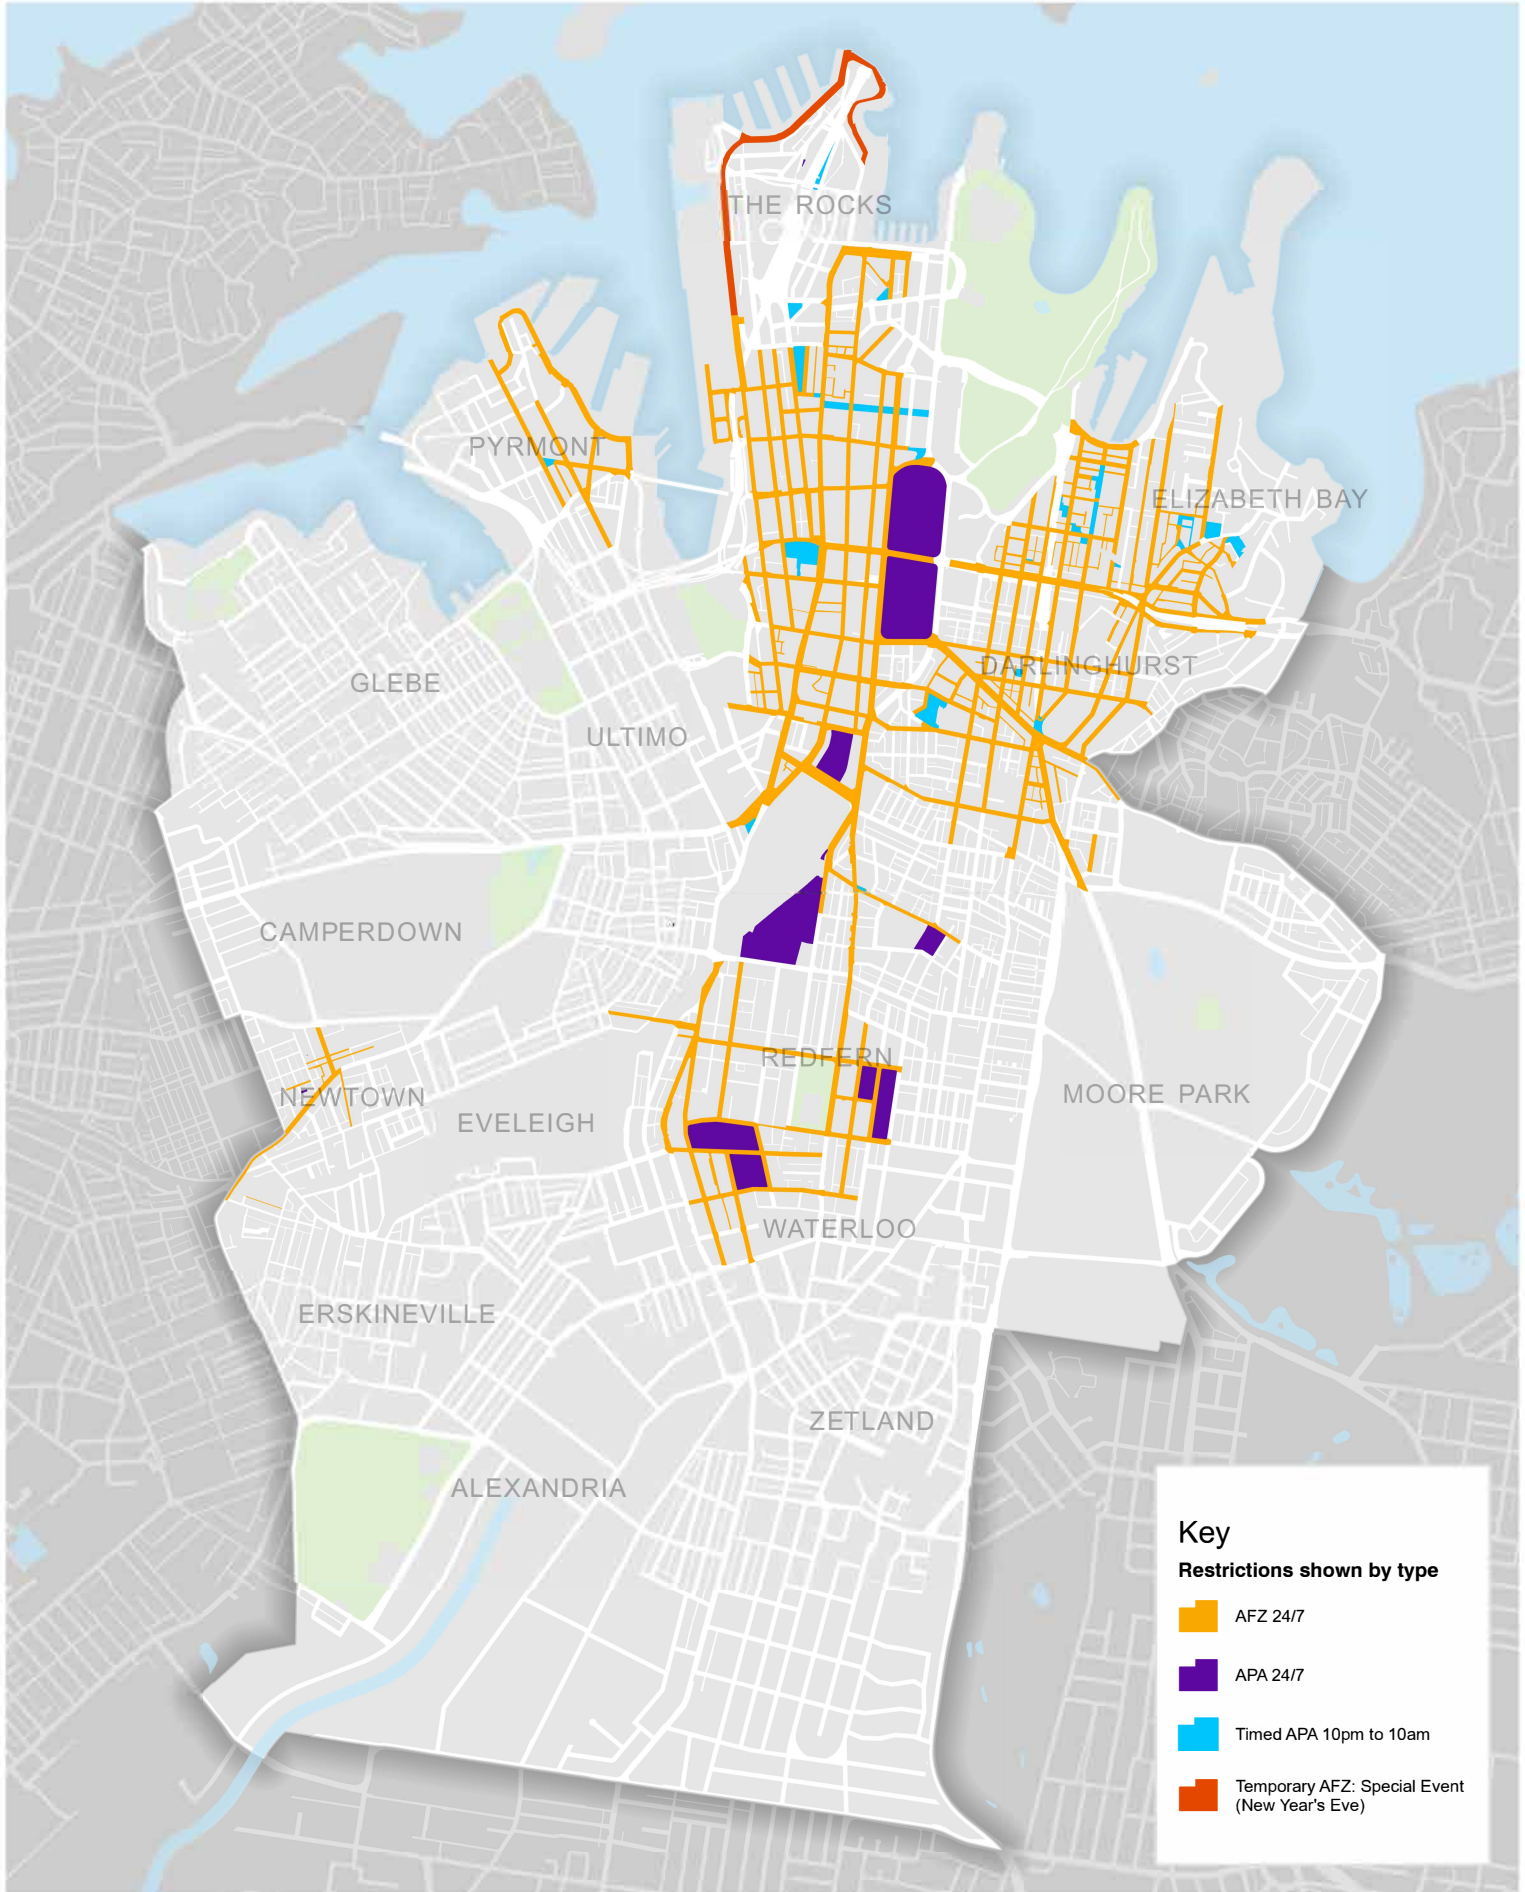 THE ROCKS
PYRMONT
ELIZABETH BAY
DARLINGHURST
GLEBE
ULTIMO
CAMPERDOWN
REDFERN
MOORE PARK
NEWTOWN
EVELEIGH
WATERLOO
ERSKINEVILLE
ZETLAND
ALEXANDRIA
Key
Restrictions shown by type
AFZ 24/7
APA 24/7
Timed APA 10pm to 10am
Temporary AFZ: Special Event
(New Year's Eve)